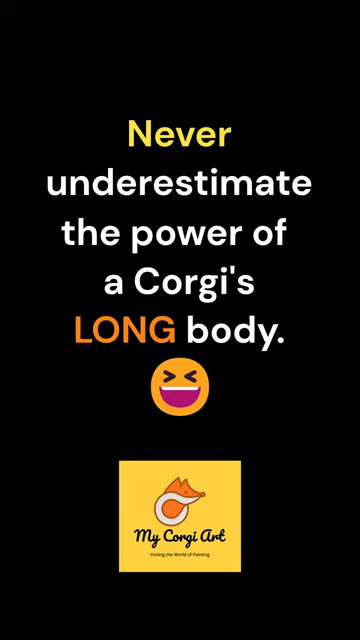 Never
underestimate
the power of
a Corgi's
LONG body.
My Corgi Art
Visiting the World of Painting